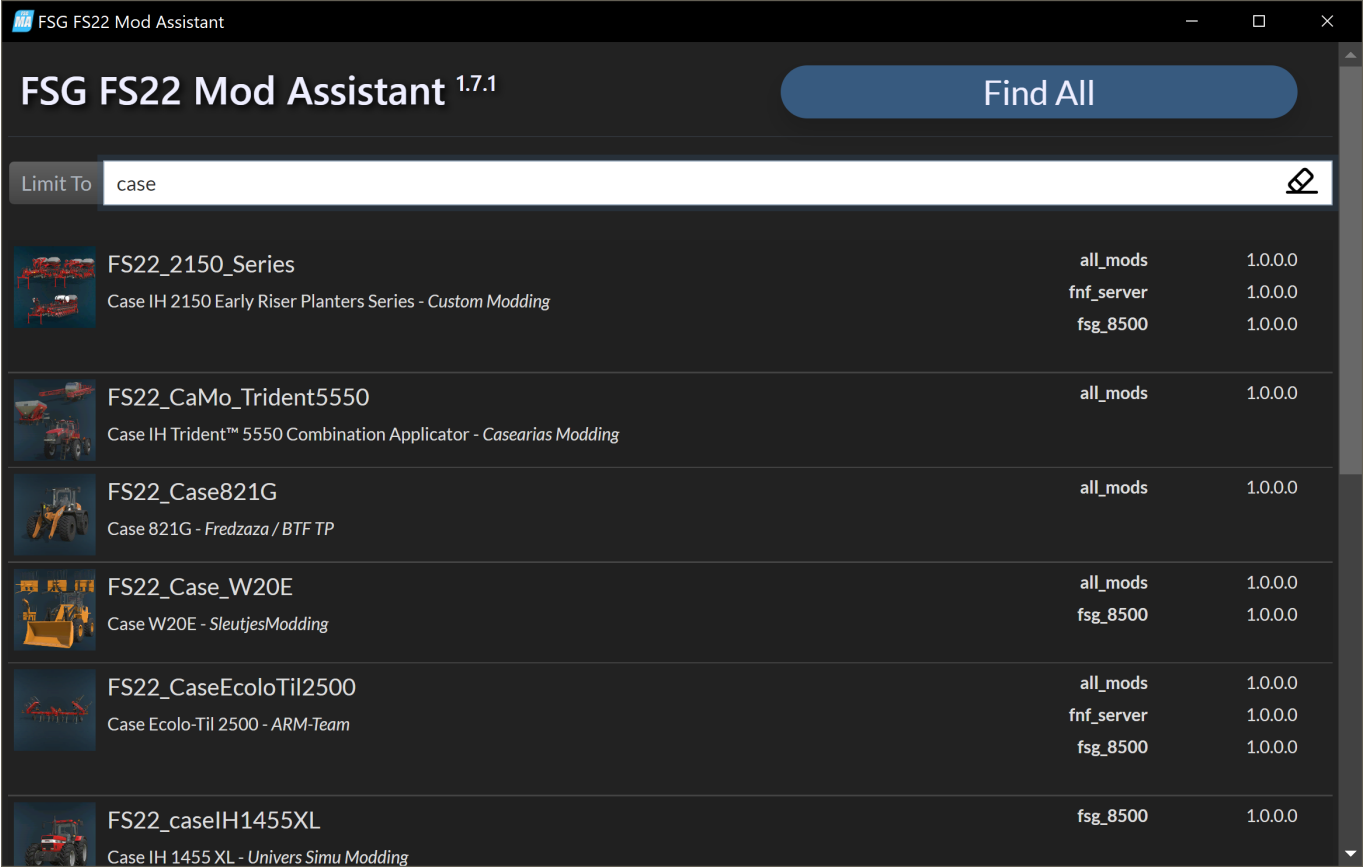 FSG FS22 Mod Assistant
FSG FS22 Mod Assistant 1.7.1
Find All
Limit To
case
FS22_2150_Series
Case IH 2150 Early Riser Planters Series - Custom Modding
all_mods 1.0.0.0
fnf_server 1.0.0.0
fsg_8500 1.0.0.0
FS22_CaMo_Trident5550
Case IH Trident™ 5550 Combination Applicator - Casearias Modding
all_mods 1.0.0.0
FS22_Case821G
Case 821G - Fredzaza / BTF TP
all_mods 1.0.0.0
FS22_Case_W20E
Case W20E - SleutjesModding
all_mods 1.0.0.0
fsg_8500 1.0.0.0
FS22_CaseEcoloTil2500
Case Ecolo-Til 2500 - ARM-Team
all_mods 1.0.0.0
fnf_server 1.0.0.0
fsg_8500 1.0.0.0
FS22_caseIH1455XL
Case IH 1455 XL - Univers Simu Modding
fsg_8500 1.0.0.0